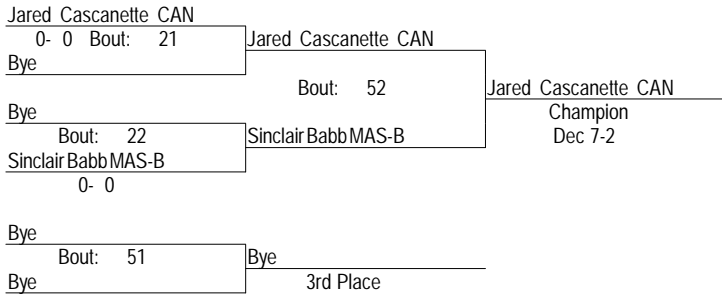 Jared Cascanette CAN
0- 0 Bout: 21
Jared Cascanette CAN
Bye
Bout: 52
Jared Cascanette CAN
Bye
Champion
Bout: 22
Sinclair Babb MAS-B
Dec 7-2
Sinclair Babb MAS-B
0- 0
Bye
Bout: 51
Bye
Bye
3rd Place